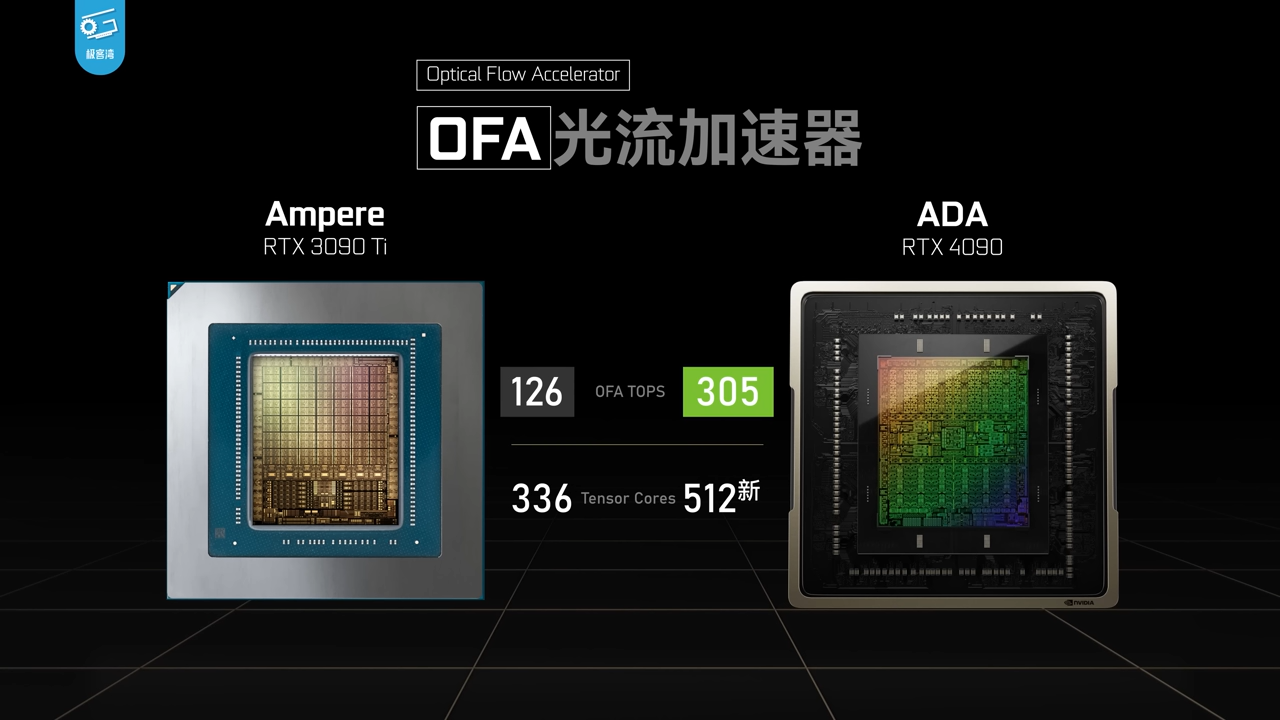 极客湾
Optical Flow Accelerator
OFA光流加速器
Ampere
RTX 3090 Ti
ADA
RTX 4090
126 OFA TOPS 305
336 Tensor Cores 512新
NVIDIA